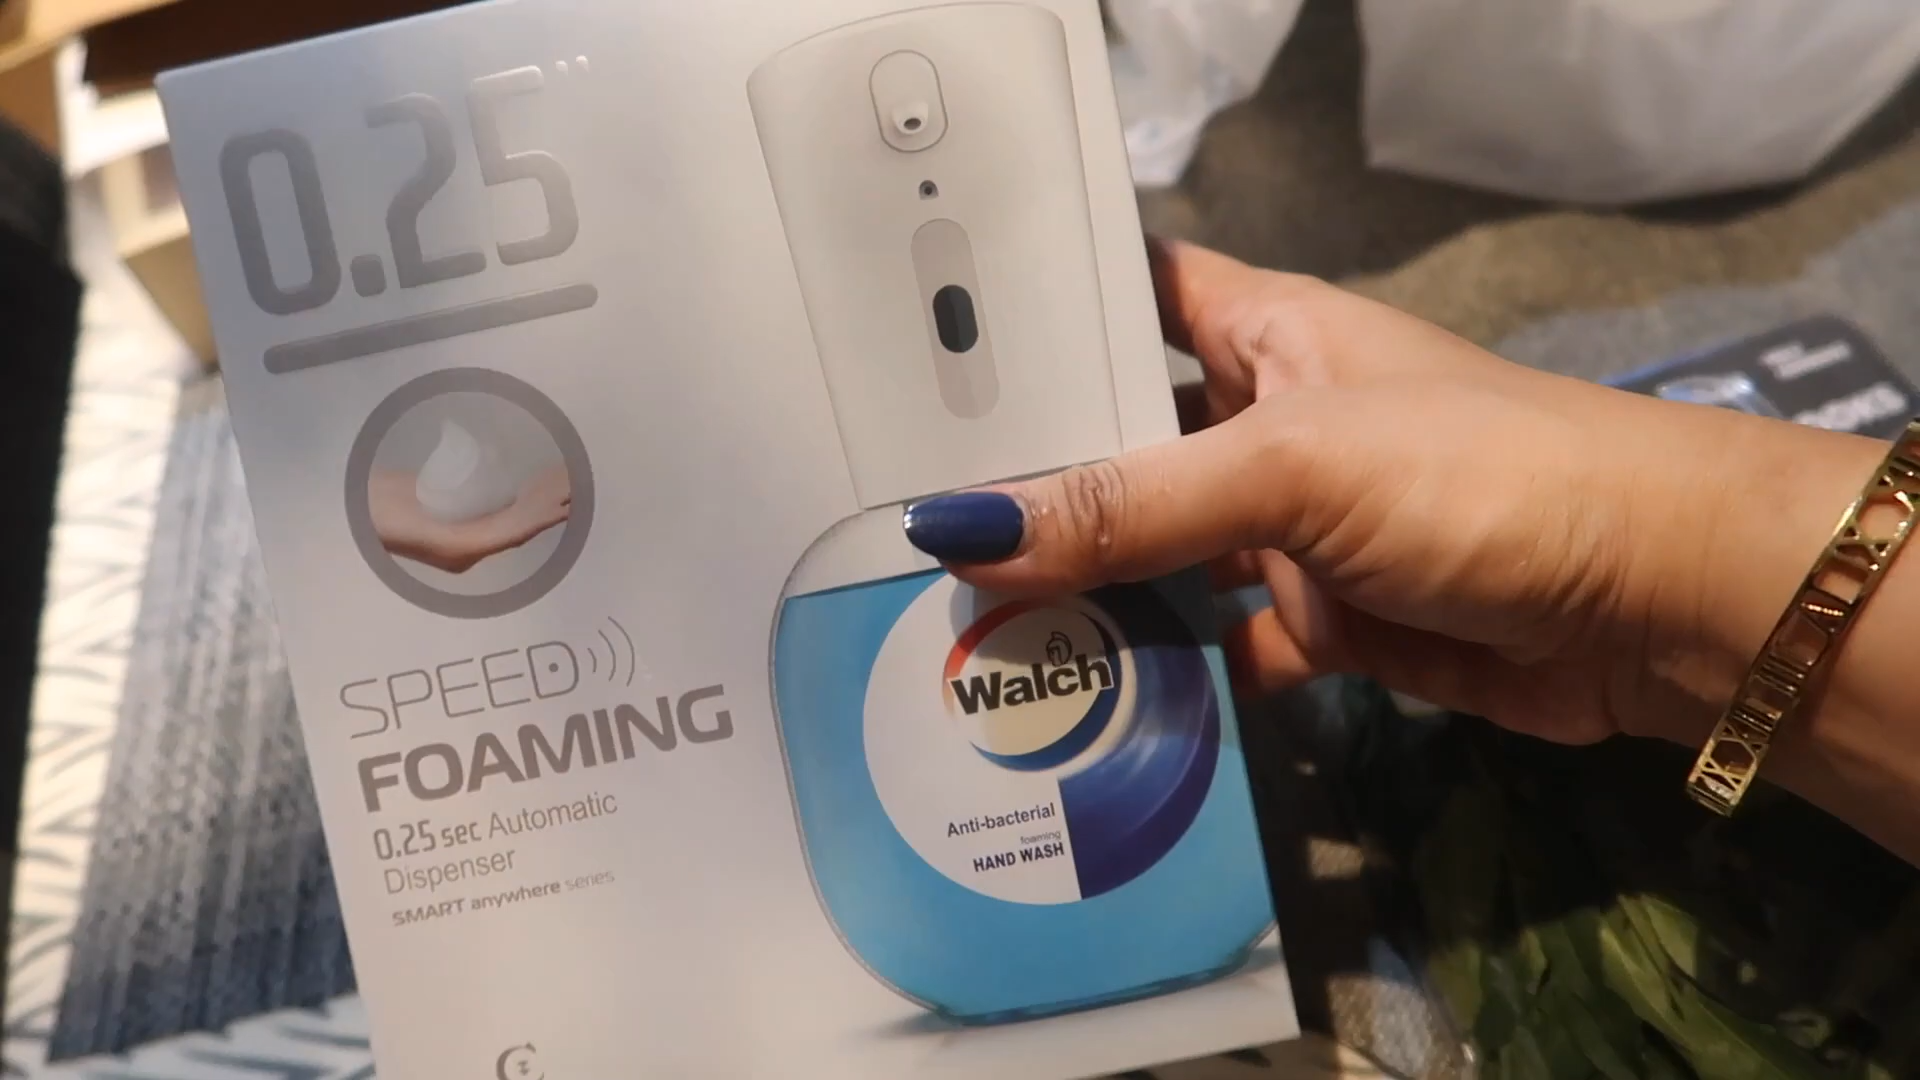 0.25"
SPEED
FOAMING
0.25 sec Automatic
Dispenser
SMART anywhere series
Walch
Anti-bacterial
foaming
HAND WASH